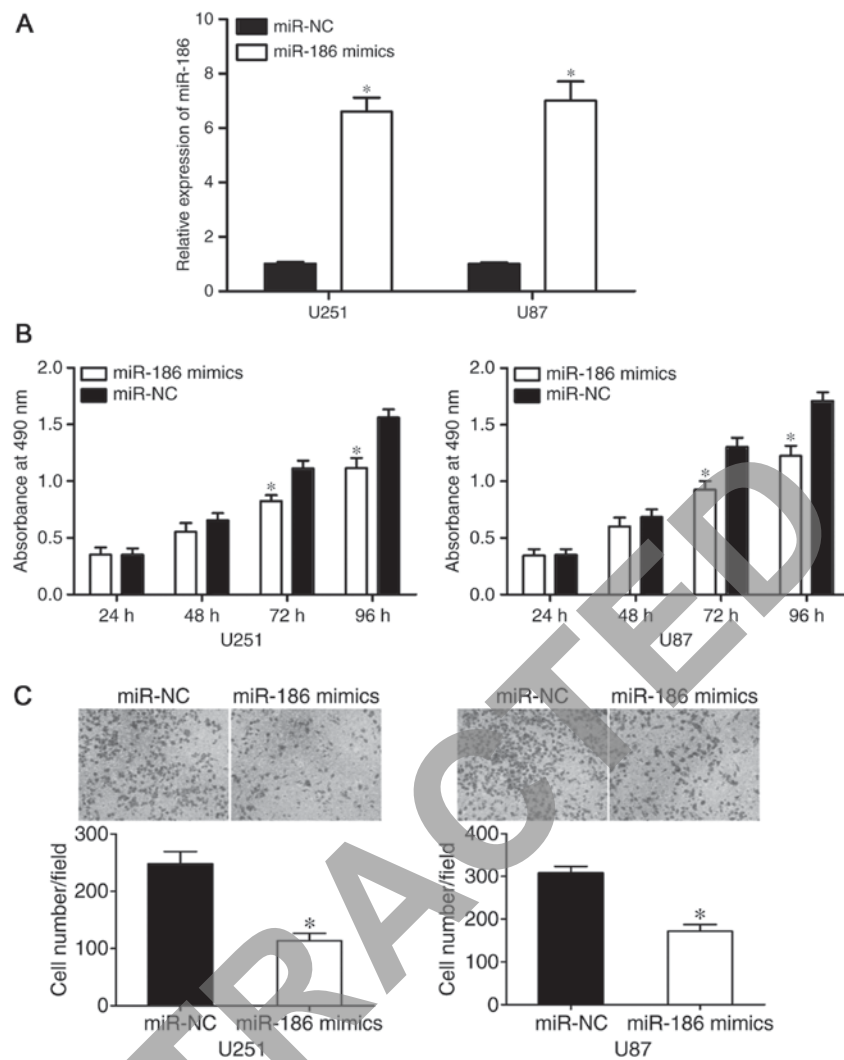 A
miR-NC
miR-186 mimics
Relative expression of miR-186
10
8
6
4
2
0
*
*
U251
U87
B
miR-186 mimics
miR-NC
Absorbance at 490 nm
2.0
1.5
1.0
0.5
0.0
*
*
24 h 48 h 72 h 96 h
U251
miR-186 mimics
miR-NC
Absorbance at 490 nm
2.0
1.5
1.0
0.5
0.0
*
*
24 h 48 h 72 h 96 h
U87
C
miR-NC miR-186 mimics
Cell number/field
300
200
100
0
*
miR-NC miR-186 mimics
U251
miR-NC miR-186 mimics
Cell number/field
400
300
200
100
0
*
miR-NC miR-186 mimics
U87
TRACTED